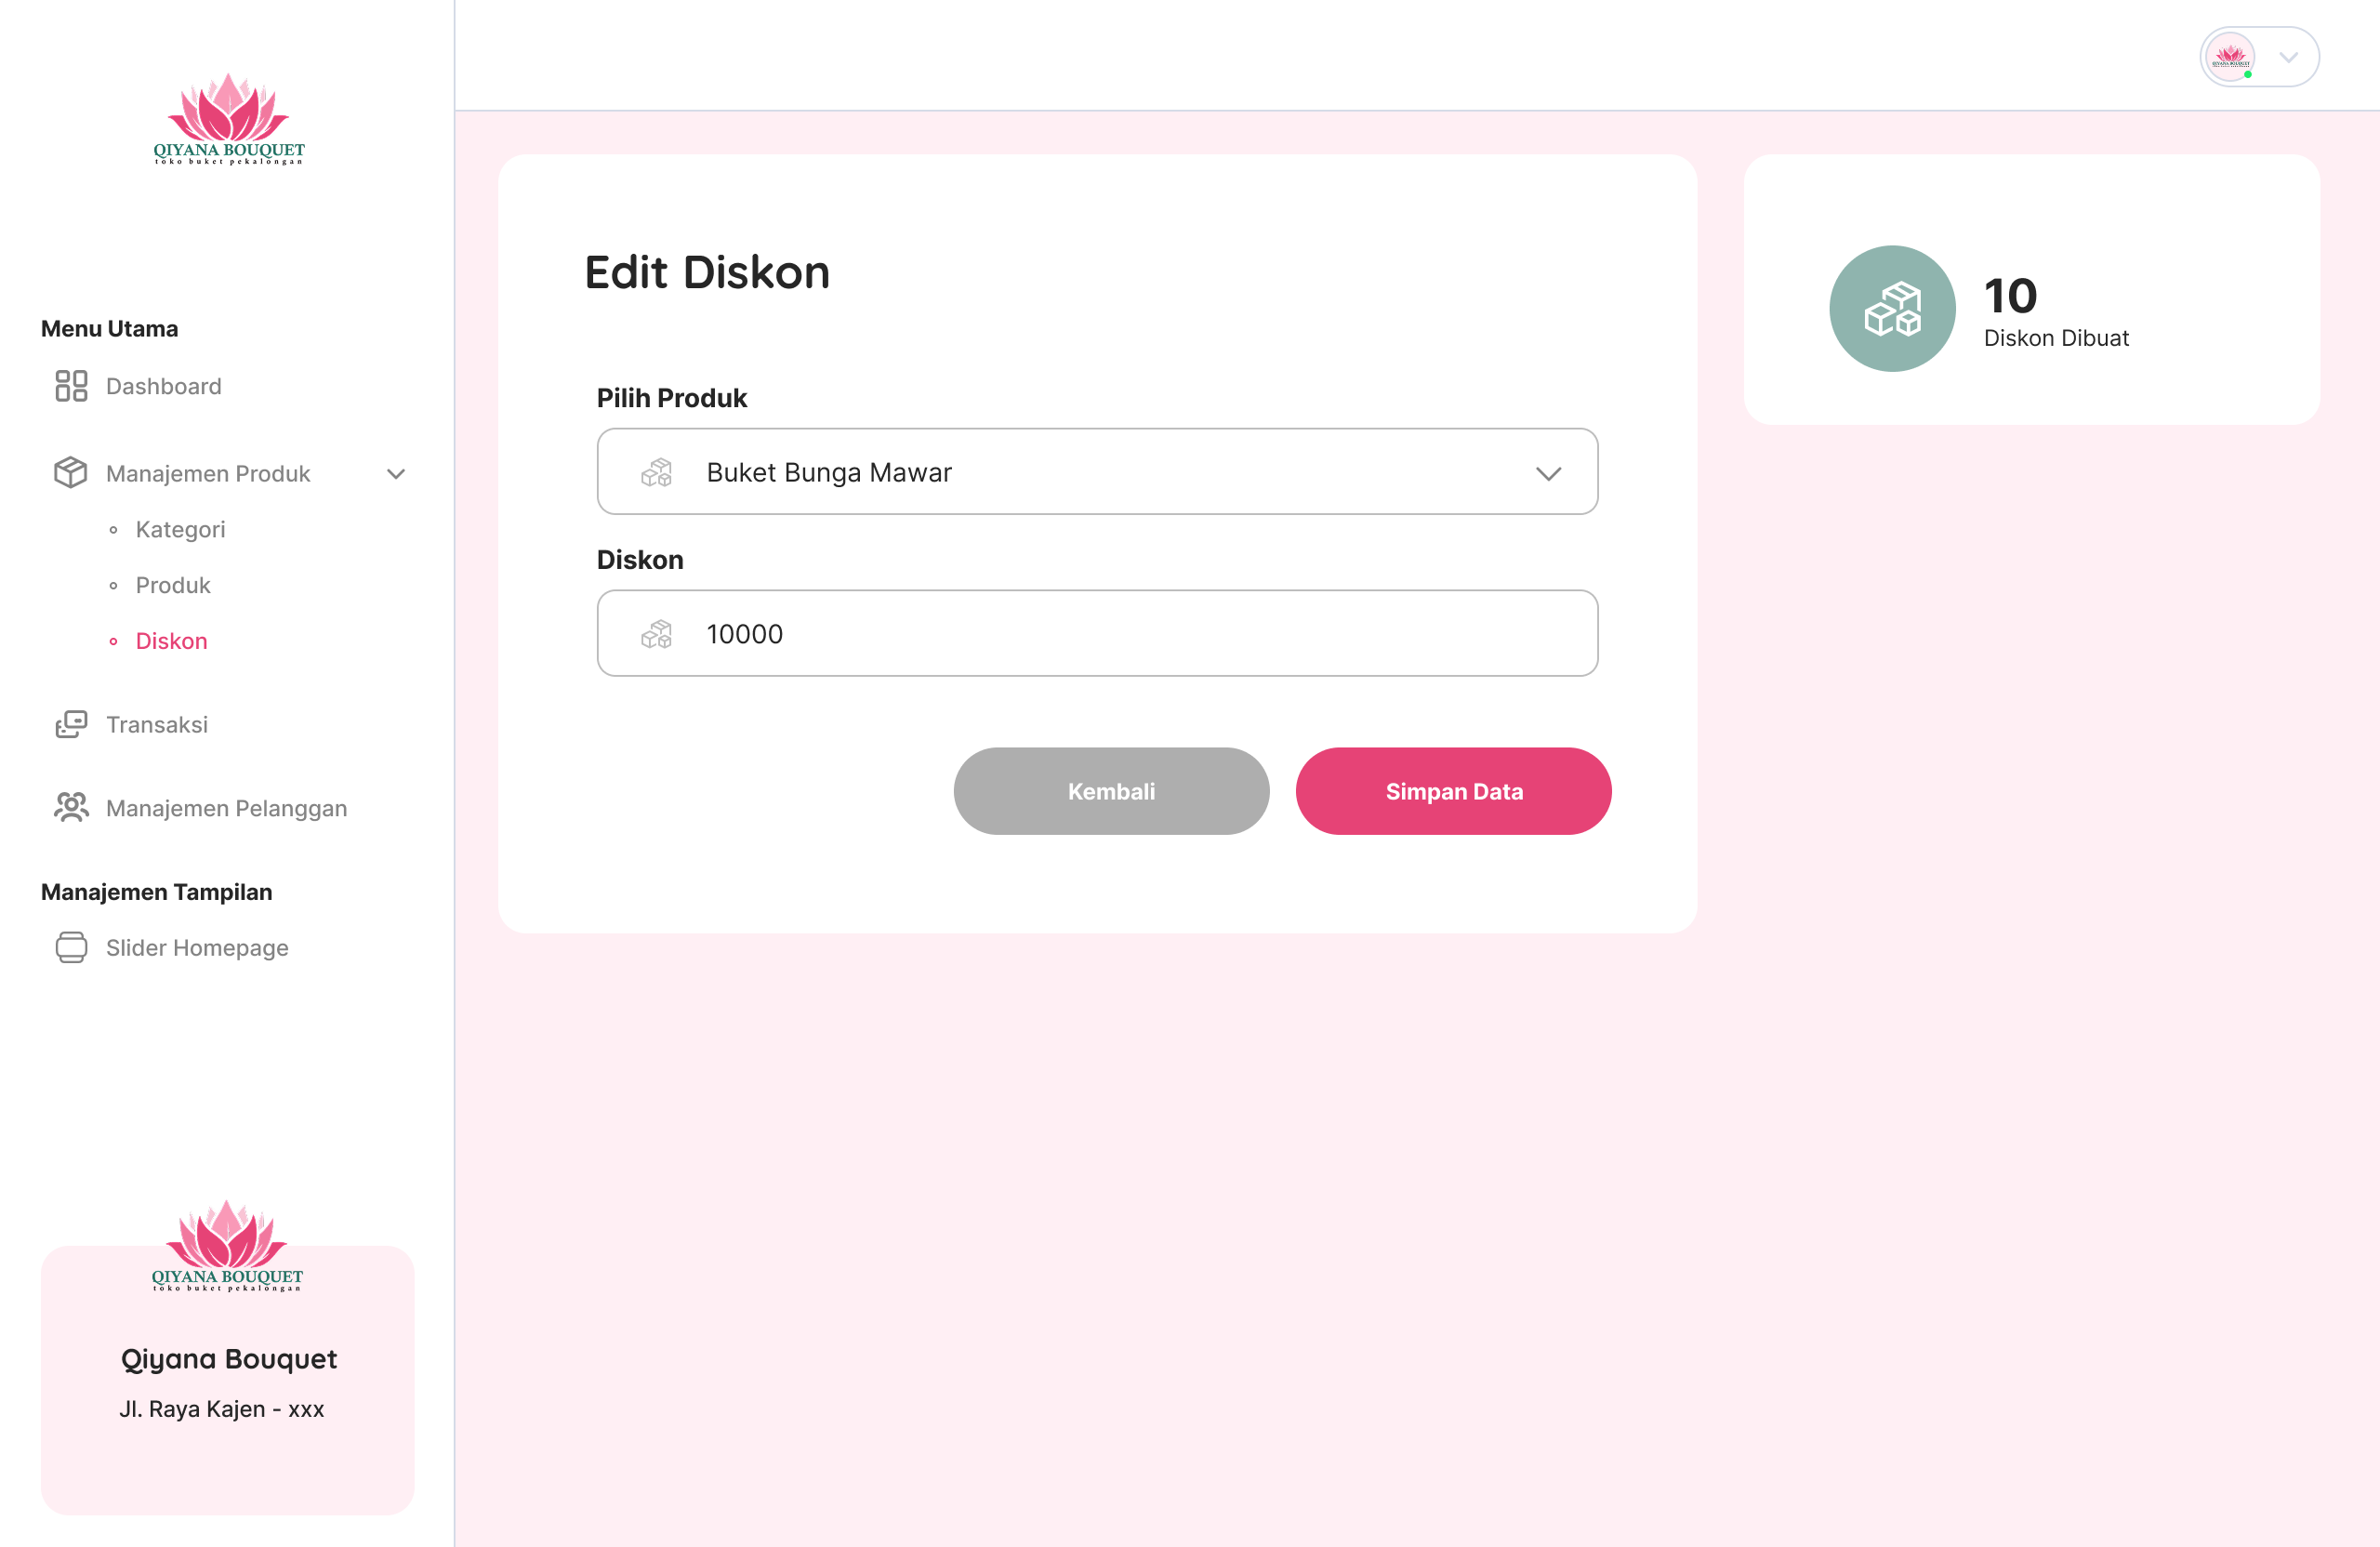 QIYANA BOUQUET
toko buket pekalongan
Menu Utama
Dashboard
Manajemen Produk
Kategori
Produk
Diskon
Transaksi
Manajemen Pelanggan
Manajemen Tampilan
Slider Homepage
QIYANA BOUQUET
toko buket pekalongan
Qiyana Bouquet
Jl. Raya Kajen - xxx
Edit Diskon
Pilih Produk
Buket Bunga Mawar
Diskon
10000
Kembali
Simpan Data
10
Diskon Dibuat